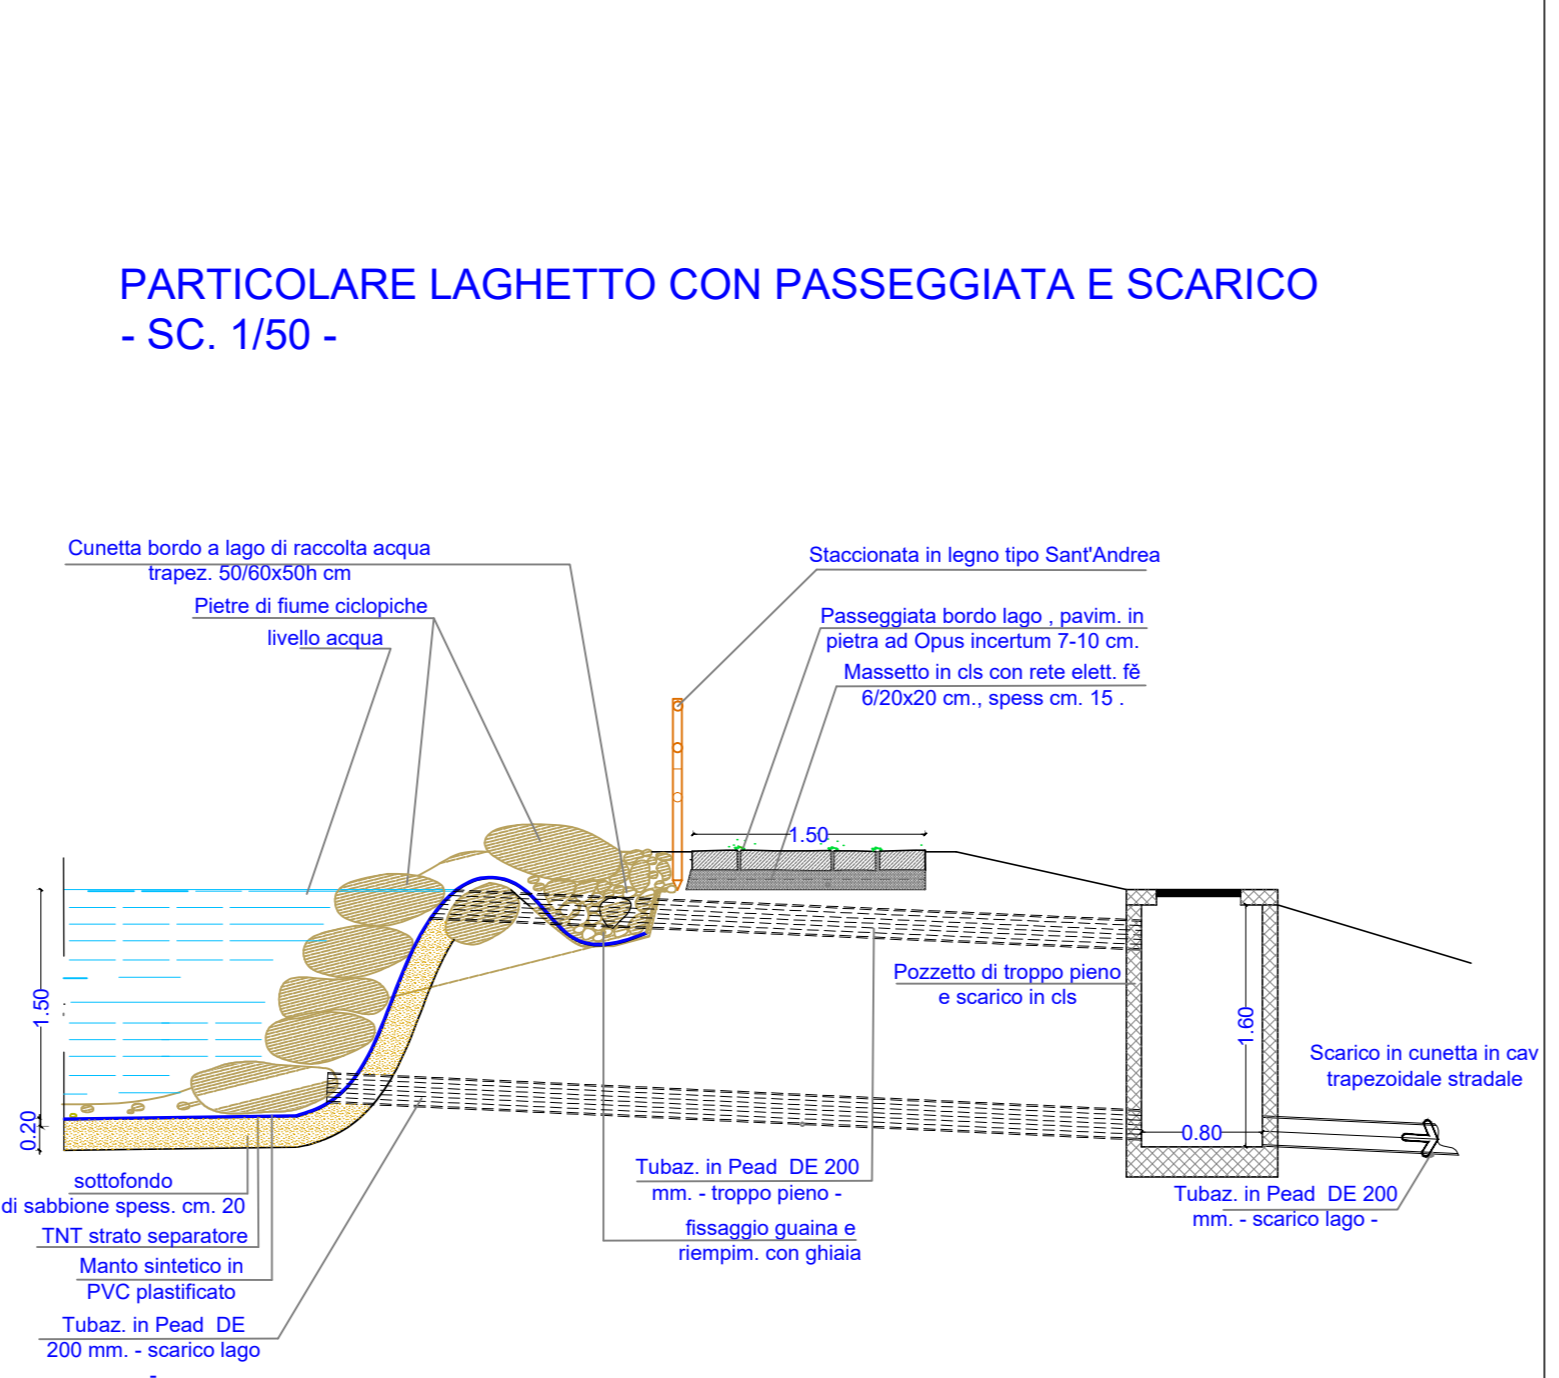 PARTICOLARE LAGHETTO CON PASSEGGIATA E SCARICO
- SC. 1/50 -
Cunetta bordo a lago di raccolta acqua
trapez. 50/60x50h cm
Pietre di fiume ciclopiche
livello acqua
Staccionata in legno tipo Sant'Andrea
Passeggiata bordo lago , pavim. in
pietra ad Opus incertum 7-10 cm.
Massetto in cls con rete elett. fě
6/20x20 cm., spess cm. 15 .
1.50
1.50
0.20
Pozzetto di troppo pieno
e scarico in cls
1.60
0.80
Scarico in cunetta in cav
trapezoidale stradale
Tubaz. in Pead DE 200
mm. - troppo pieno -
fissaggio guaina e
riempim. con ghiaia
Tubaz. in Pead DE 200
mm. - scarico lago -
sottofondo
di sabbione spess. cm. 20
TNT strato separatore
Manto sintetico in
PVC plastificato
Tubaz. in Pead DE
200 mm. - scarico lago
-